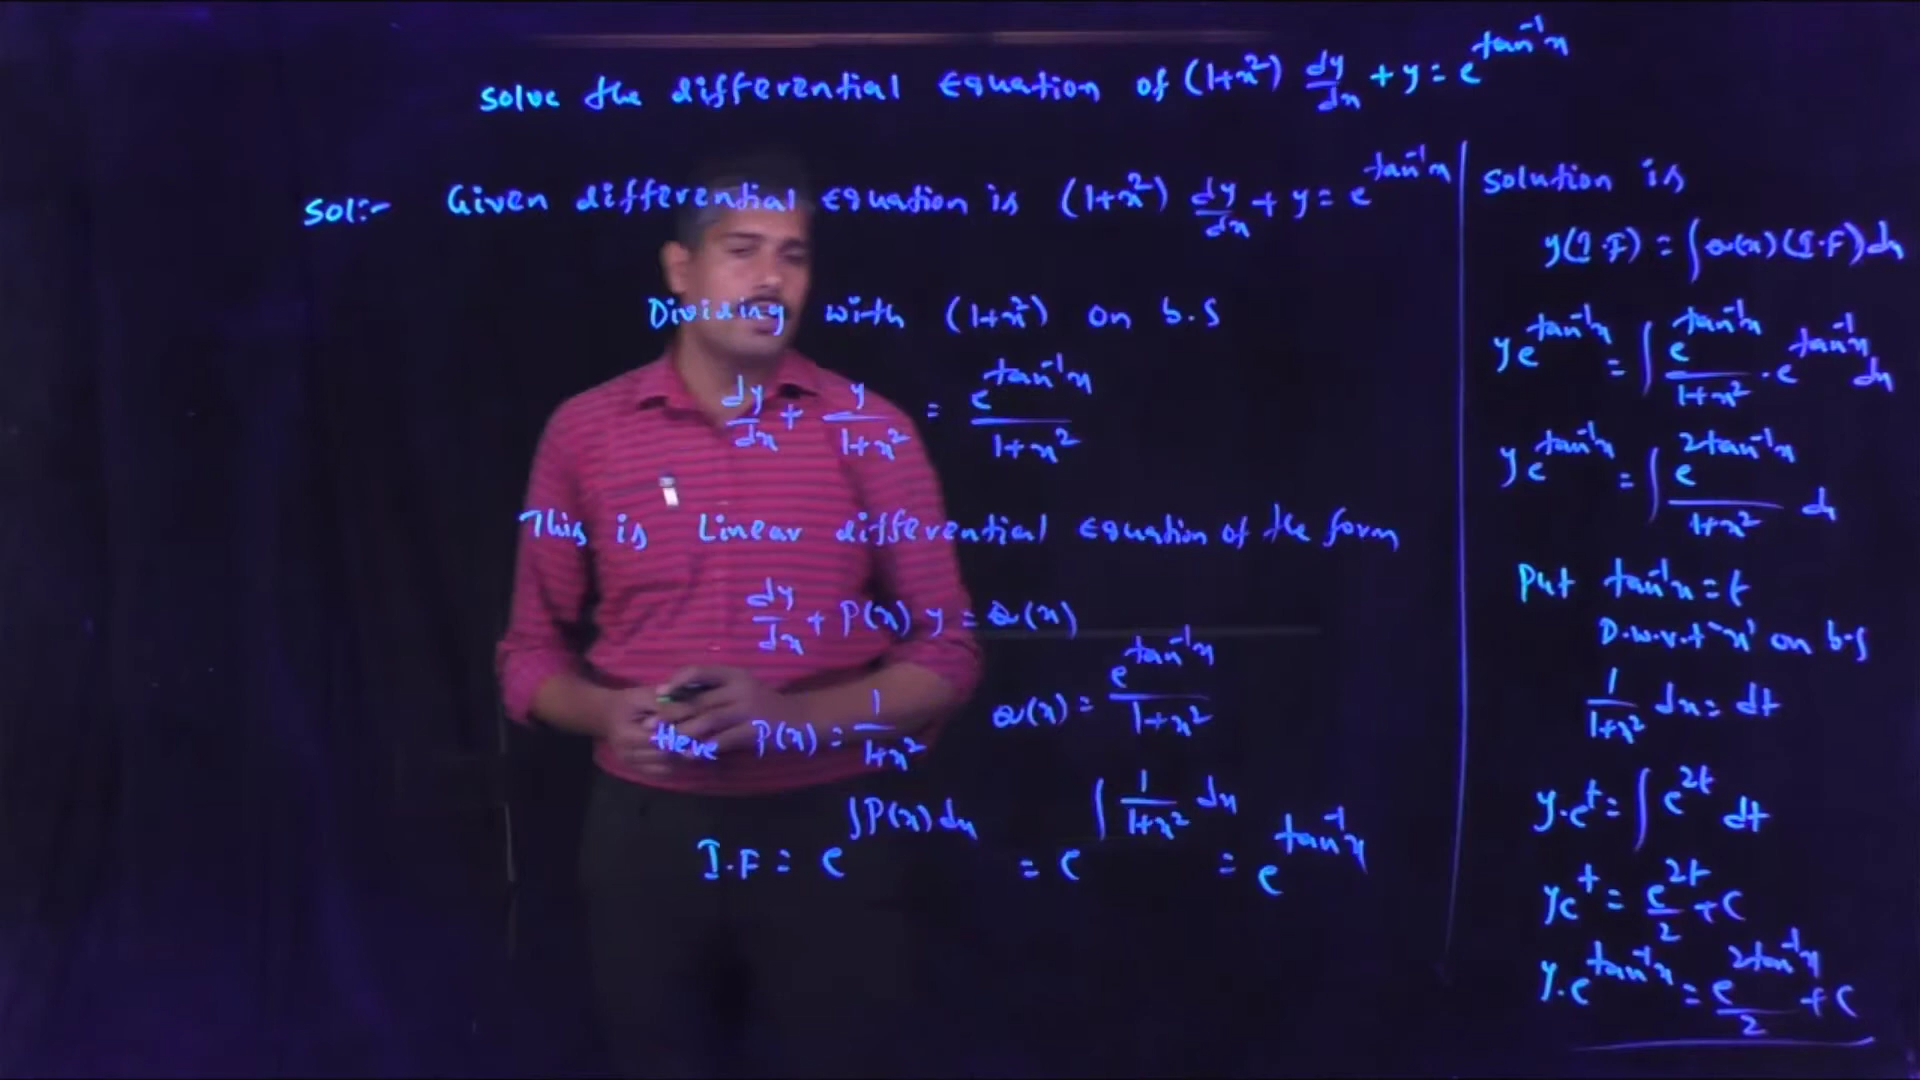 Solve the differential equation of (1+x²) dy/dx + y = e^tan⁻¹x
Sol:- Given differential equation is (1+x²) dy/dx + y = e^tan⁻¹x
Dividing with (1+x²) on b.s
dy/dx + y/1+x² = e^tan⁻¹x/1+x²
This is Linear differential equation of the form
dy/dx + P(x) y = Q(x)
Here P(x) = 1/1+x² Q(x) = e^tan⁻¹x/1+x²
I.F = e^∫P(x)dx = e^∫1/1+x² dx = e^tan⁻¹x
Solution is
y(I.F) = ∫Q(x)(I.F)dx
y e^tan⁻¹x = ∫ e^tan⁻¹x/1+x² . e^tan⁻¹x dx
y e^tan⁻¹x = ∫ e^2tan⁻¹x/1+x² dx
Put tan⁻¹x = t
D.w.r.t 'x' on b.s
1/1+x² dx = dt
y.e^t = ∫ e^2t dt
ye^t = e^2t/2 + c
y.e^tan⁻¹x = e^2tan⁻¹x/2 + c